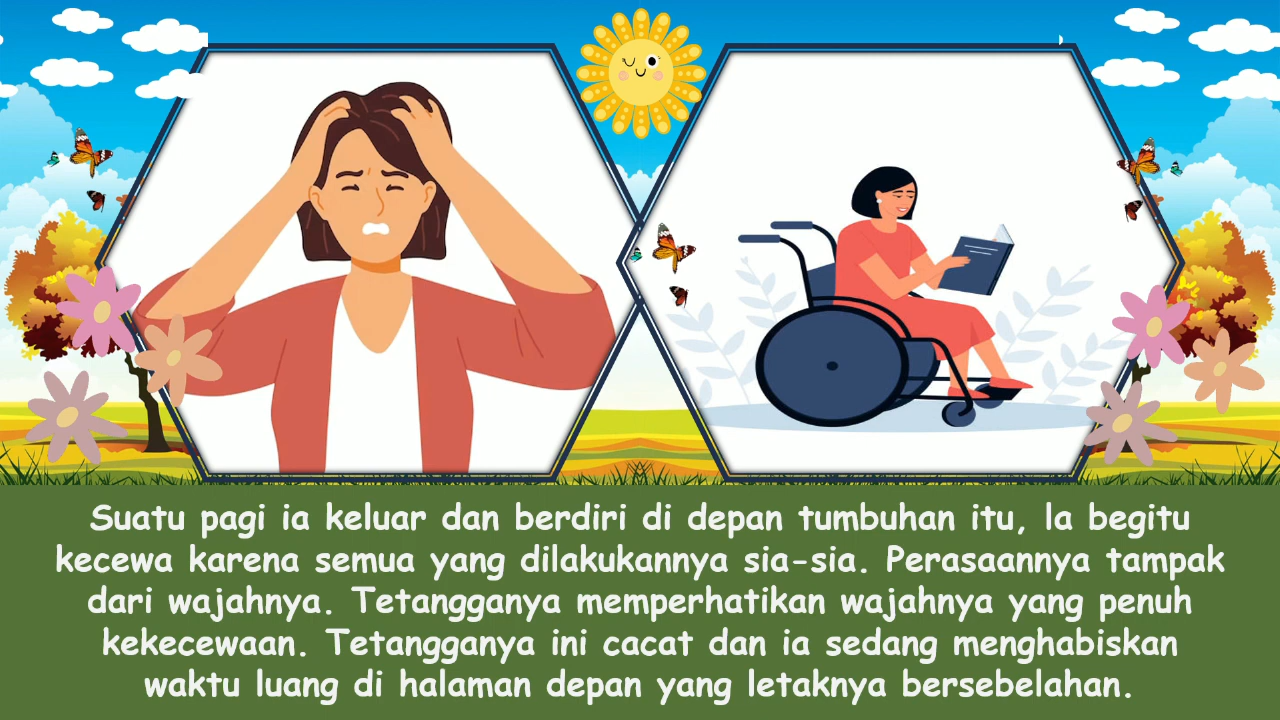 Suatu pagi ia keluar dan berdiri di depan tumbuhan itu, la begitu
kecewa karena semua yang dilakukannya sia-sia. Perasaannya tampak
dari wajahnya. Tetangganya memperhatikan wajahnya yang penuh
kekecewaan. Tetangganya ini cacat dan ia sedang menghabiskan
waktu luang di halaman depan yang letaknya bersebelahan.